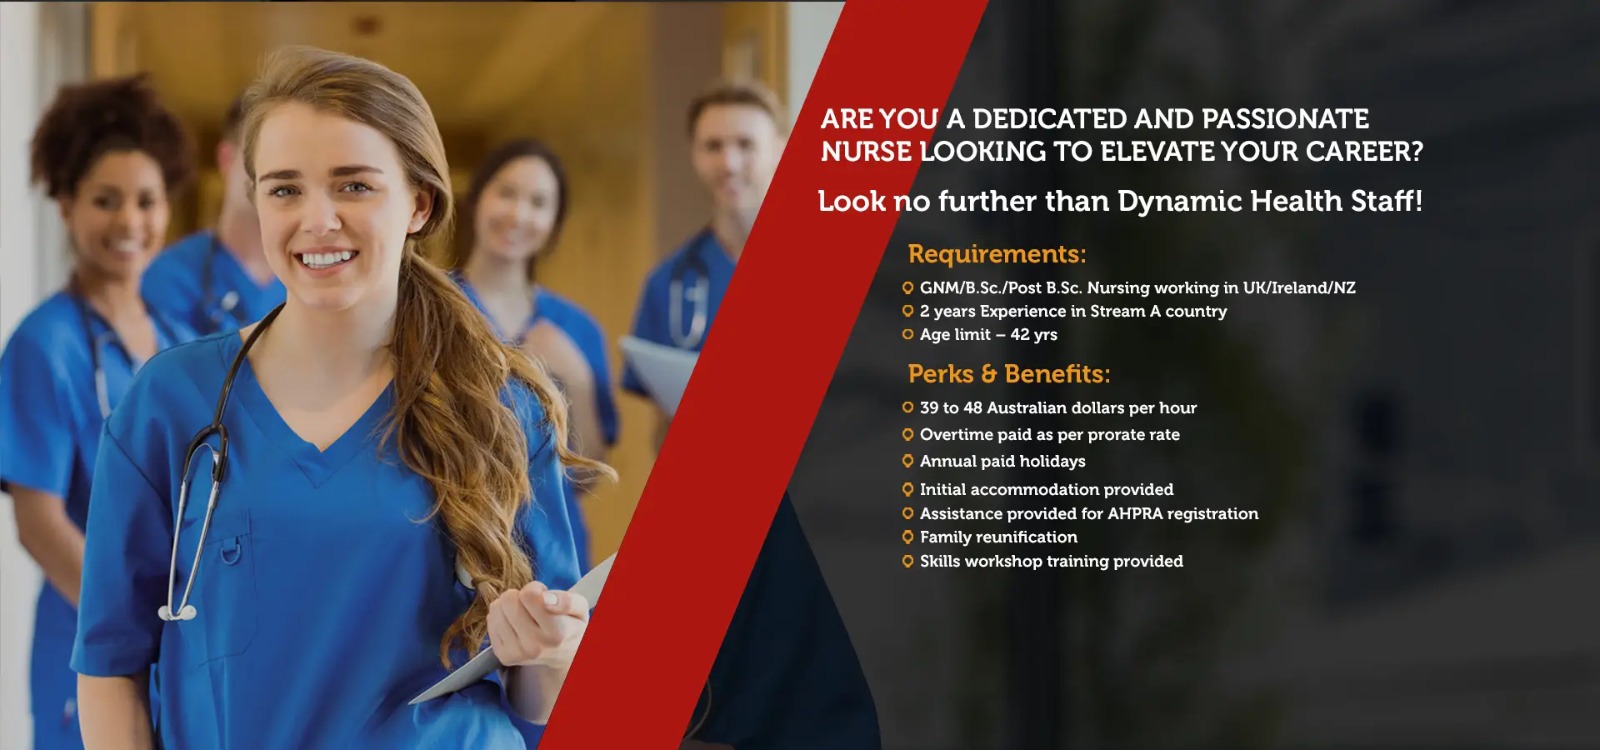 ARE YOU A DEDICATED AND PASSIONATE
NURSE LOOKING TO ELEVATE YOUR CAREER?
Look no further than Dynamic Health Staff!
Requirements:
GNM/B.Sc./Post B.Sc. Nursing working in UK/Ireland/NZ
2 years Experience in Stream A country
Age limit – 42 yrs
Perks & Benefits:
39 to 48 Australian dollars per hour
Overtime paid as per prorate rate
Annual paid holidays
Initial accommodation provided
Assistance provided for AHPRA registration
Family reunification
Skills workshop training provided